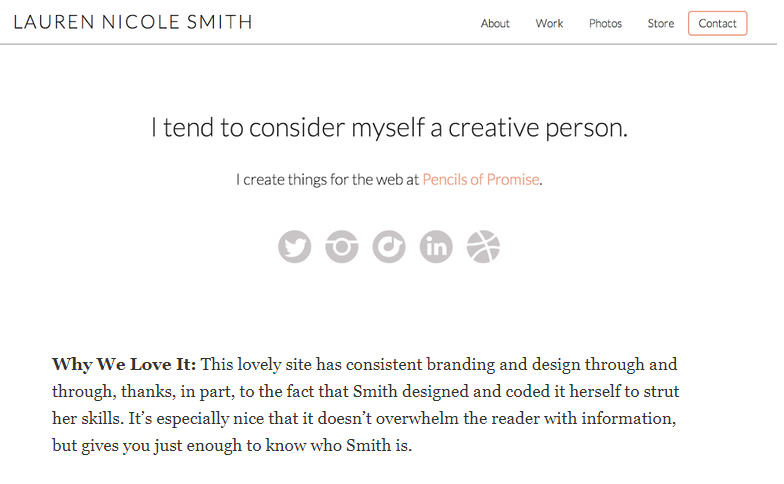 LAUREN NICOLE SMITH
About Work Photos Store Contact
I tend to consider myself a creative person.
I create things for the web at Pencils of Promise.
in
Why We Love It: This lovely site has consistent branding and design through and
through, thanks, in part, to the fact that Smith designed and coded it herself to strut
her skills. It’s especially nice that it doesn’t overwhelm the reader with information,
but gives you just enough to know who Smith is.